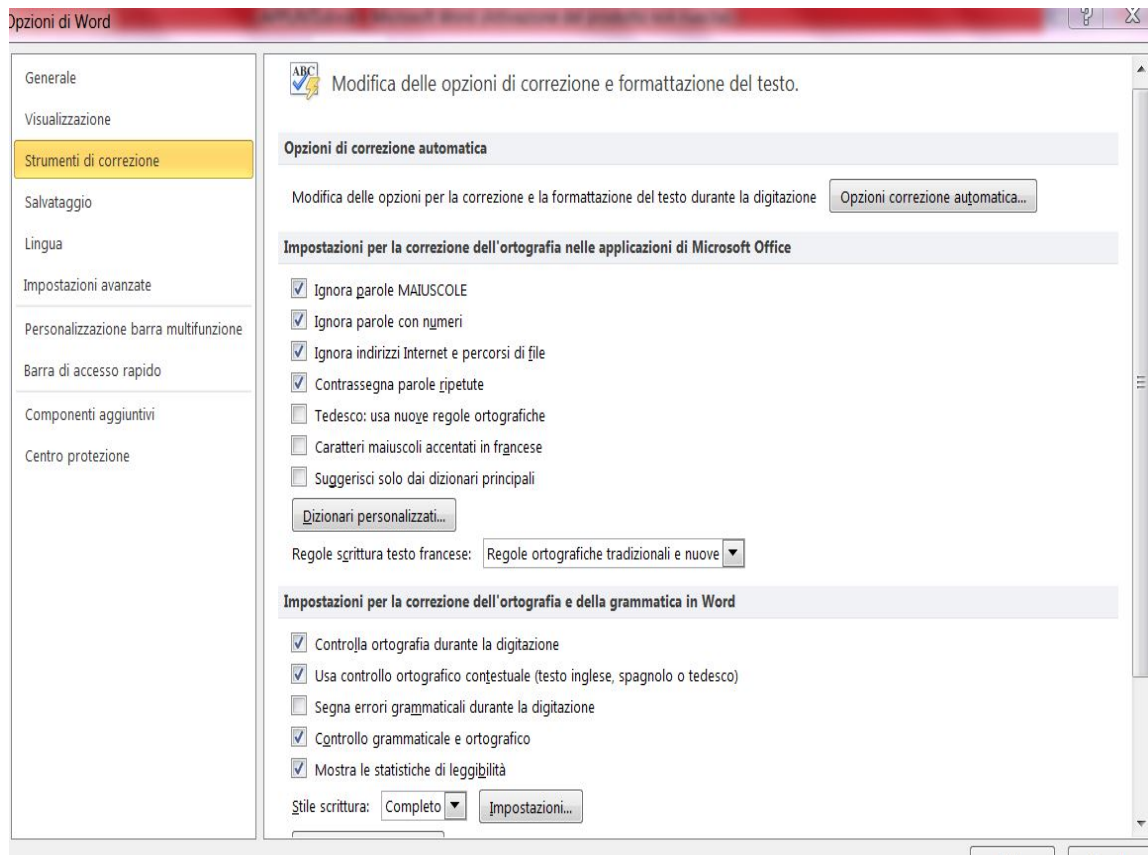 Opzioni di Word
Generale
Visualizzazione
Strumenti di correzione
Salvataggio
Lingua
Impostazioni avanzate
Personalizzazione barra multifunzione
Barra di accesso rapido
Componenti aggiuntivi
Centro protezione
ABC
Modifica delle opzioni di correzione e formattazione del testo.
Opzioni di correzione automatica
Modifica delle opzioni per la correzione e la formattazione del testo durante la digitazione Opzioni correzione automatica...
Impostazioni per la correzione dell'ortografia nelle applicazioni di Microsoft Office
Ignora parole MAIUSCOLE
Ignora parole con numeri
Ignora indirizzi Internet e percorsi di file
Contrassegna parole ripetute
Tedesco: usa nuove regole ortografiche
Caratteri maiuscoli accentati in francese
Suggerisci solo dai dizionari principali
Dizionari personalizzati...
Regole scrittura testo francese: Regole ortografiche tradizionali e nuove
Impostazioni per la correzione dell'ortografia e della grammatica in Word
Controlla ortografia durante la digitazione
Usa controllo ortografico contestuale (testo inglese, spagnolo o tedesco)
Segna errori grammaticali durante la digitazione
Controllo grammaticale e ortografico
Mostra le statistiche di leggibilità
Stile scrittura: Completo Impostazioni...